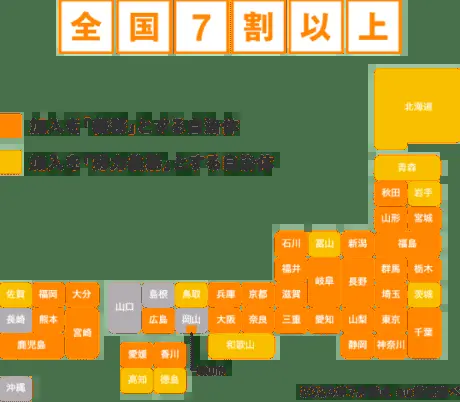 全国7割以上
北海道
青森
秋田 岩手
山形 宮城
石川 富山 新潟 福島
福井 岐阜 長野 群馬 栃木
佐賀 福岡 大分 山口 島根 鳥取 兵庫 京都 滋賀 埼玉 茨城
長崎 熊本 宮崎 広島 岡山 大阪 奈良 三重 愛知 山梨 東京 千葉
鹿児島 愛媛 香川 和歌山 静岡 神奈川
高知 徳島
沖縄